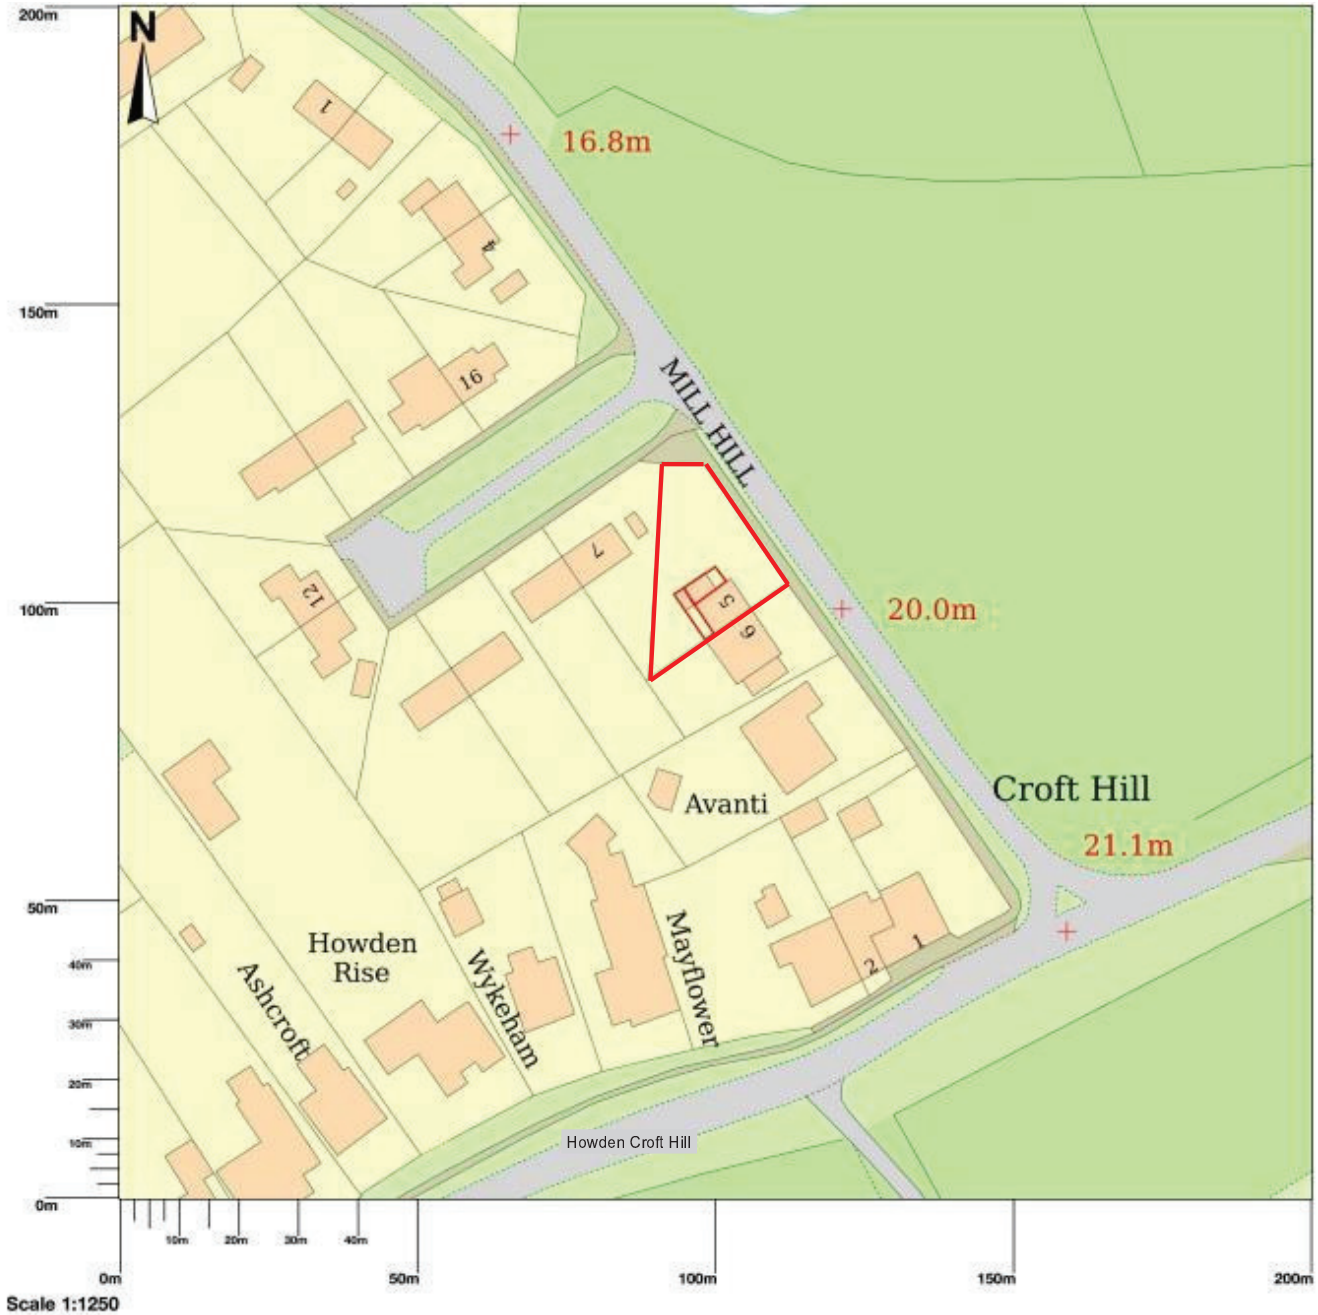 200m
N
1
16.8m
4
150m
16
MILL HILL
7
12
5
6
100m
20.0m
Croft Hill
Avanti
21.1m
50m
Howden
Rise
Wykeham
Mayflower
1
2
40m
Ashcroft
30m
20m
10m
Howden Croft Hill
0m
10m
20m
30m
40m
0m
50m
100m
150m
200m
Scale 1:1250